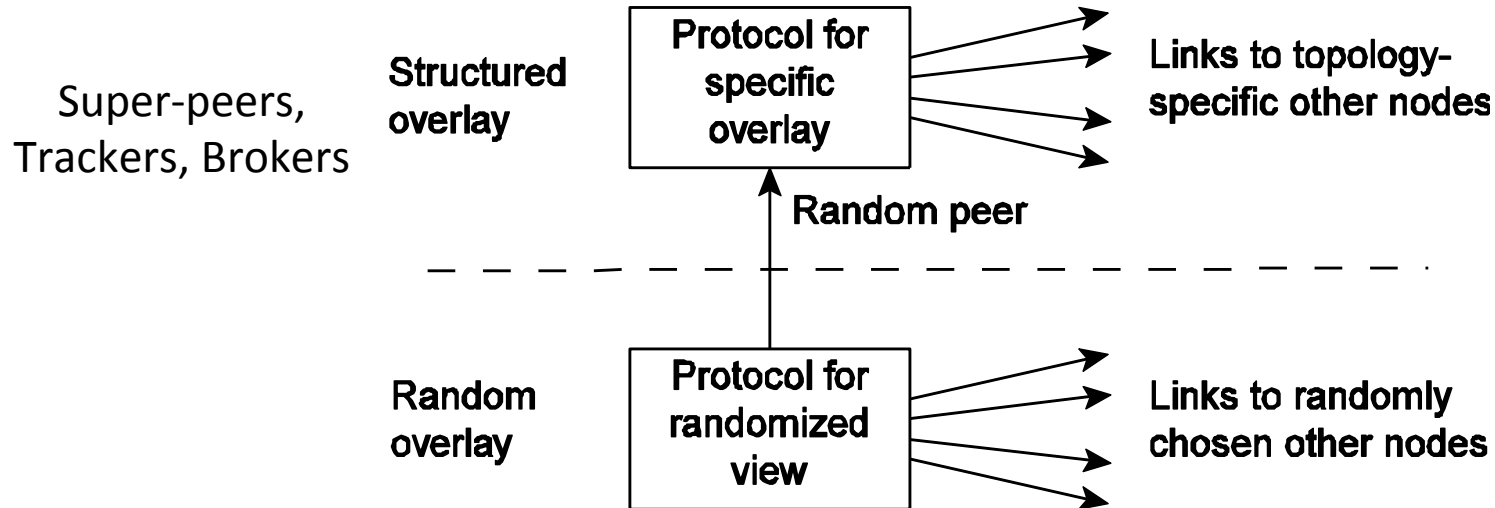 Super-peers,
Trackers, Brokers
Structured
overlay
Protocol for
specific
overlay
Links to topology-
specific other nodes
Random peer
Random
overlay
Protocol for
randomized
view
Links to randomly
chosen other nodes